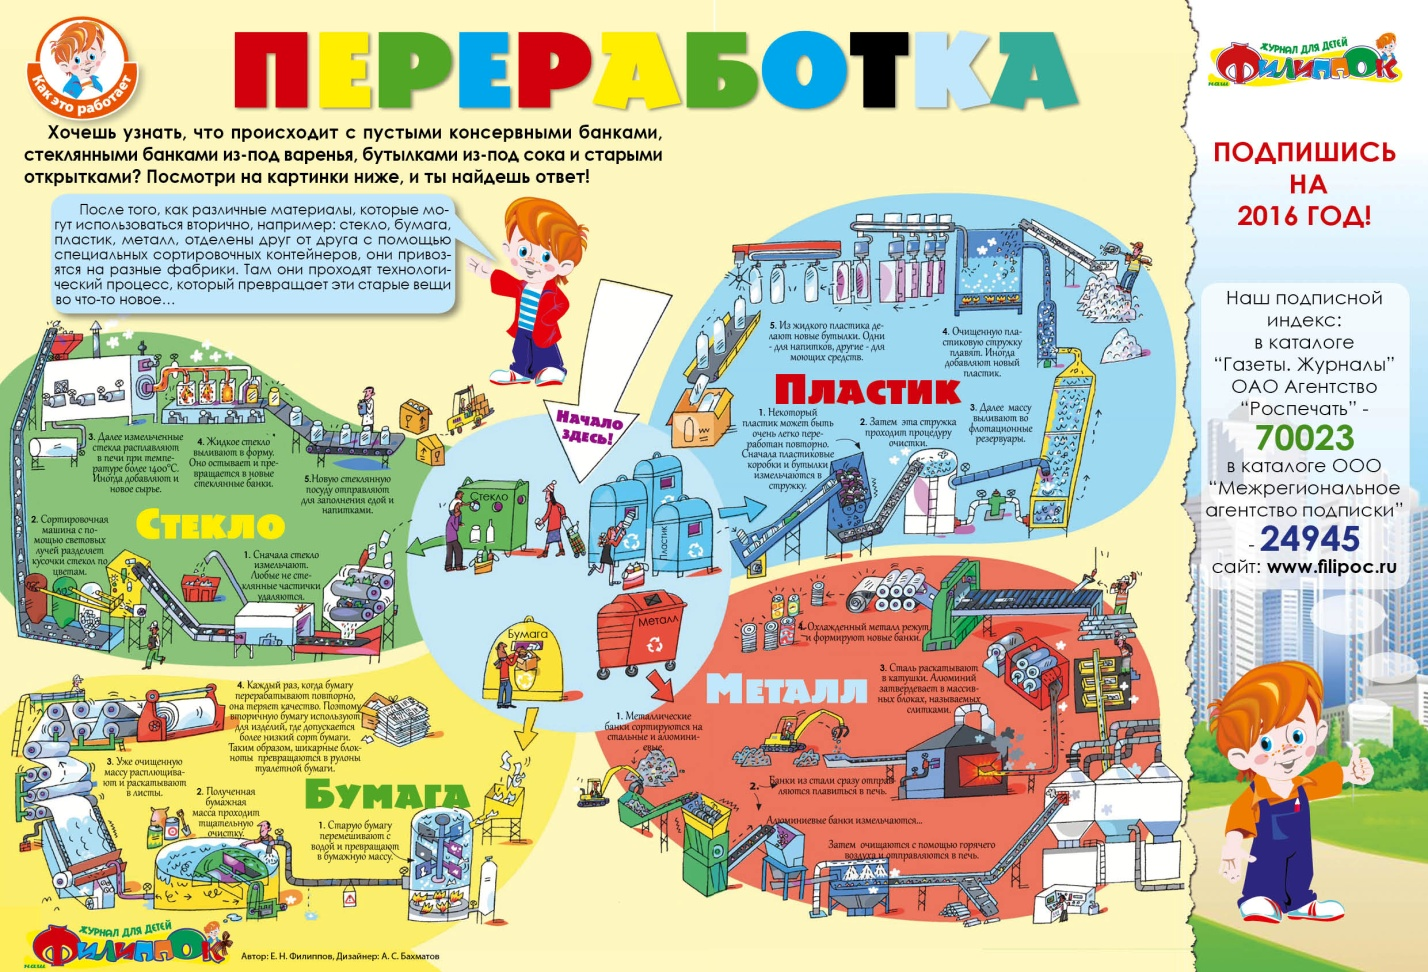 Как это работает
ПЕРЕРАБОТКА
Хочешь узнать, что происходит с пустыми консервными банками,
стеклянными банками из-под варенья, бутылками из-под сока и старыми
открытками? Посмотри на картинки ниже, и ты найдешь ответ!
После того, как различные материалы, которые мо-
гут использоваться вторично, например: стекло, бумага,
пластик, металл, отделены друг от друга с помощью
специальных сортировочных контейнеров, они привоз-
ятся на разные фабрики. Там они проходят технологи-
ческий процесс, который превращает эти старые вещи
во что-то новое...
НАЧАЛО
ЗДЕСЬ!
Стекло
Пластик
Бумага
Металл
СТЕКЛО
1. Сначала стекло
измельчают.
Любые не сте-
клянные частички
удаляются.
2. Сортировочная
машина с по-
мощью световых
лучей разделяет
кусочки стекол по
цветам.
3. Далее измельченные
стекла расплавляют
в печи при темпе-
ратуре более 1400°С.
Иногда добавляют и
новое сырье.
4. Жидкое стекло
выливают в форму.
Оно остывает и пре-
вращается в новые
стеклянные банки.
5.Новую стеклянную
посуду отправляют
для заполнения едой и
напитками.
ПЛАСТИК
1. Некоторый
пластик может быть
очень легко пере-
работан повторно.
Сначала пластиковые
коробки и бутылки
измельчаются в
стружку.
2. Затем эта стружка
проходит процедуру
очистки.
3. Далее массу
выливают во
флотационные
резервуары.
4. Очищенную пла-
стиковую стружку
плавят. Иногда
добавляют новый
пластик.
5. Из жидкого пластика де-
лают новые бутылки. Одни
- для напитков, другие - для
моющих средств.
БУМАГА
1. Старую бумагу
перемешивают с
водой и превращают
в бумажную массу.
2. Полученная
бумажная
масса проходит
тщательную
очистку.
3. Уже очищенную
массу расплющива-
ют и раскатывают
в листы.
4. Каждый раз, когда бумагу
перерабатывают повторно,
она теряет качество. Поэтому
вторичную бумагу используют
для изделий, где допускается
более низкий сорт бумаги.
Таким образом, шикарные блок-
ноты превращаются в рулоны
туалетной бумаги.
МЕТАЛЛ
1. Металлические
банки сортируются на
стальные и алюмини-
евые.
2. Банки из стали сразу отправ-
ляются плавиться в печь.
Алюминиевые банки измельчаются...
Затем очищаются с помощью горячего
воздуха и отправляются в печь.
3. Сталь раскатывают
в катушки. Алюминий
затвердевает в массив-
ных блоках, называемых
слитками.
4. Охлажденный металл режут
и формируют новые банки.
ЖУРНАЛ ДЛЯ ДЕТЕЙ
ФИЛИППОК
Автор: Е. Н. Филиппов, Дизайнер: А. С. Бахматов
ЖУРНАЛ ДЛЯ ДЕТЕЙ
ФИЛИППОК
ПОДПИШИСЬ
НА
2016 ГОД!
Наш подписной
индекс:
в каталоге
“Газеты. Журналы”
ОАО Агентство
“Роспечать” -
70023
в каталоге ООО
“Межрегиональное
агентство подписки”
- 24945
сайт: www.filipoc.ru